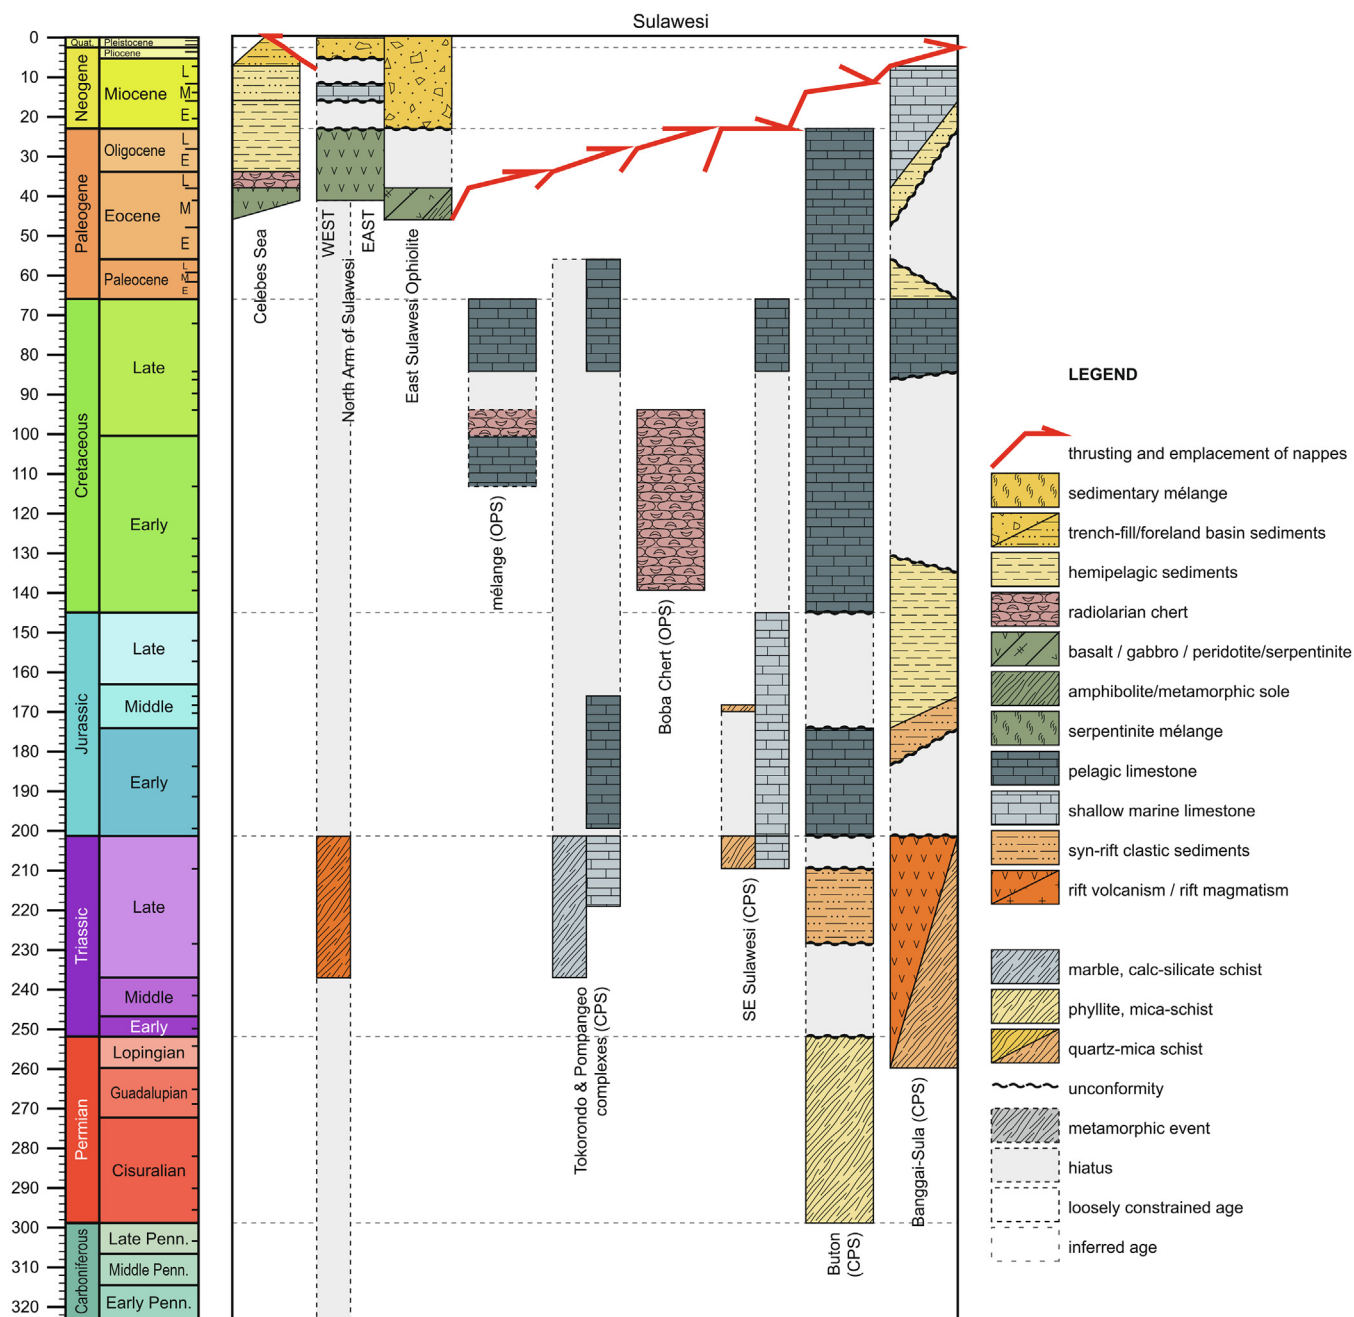 Sulawesi
0
10
20
30
40
50
60
70
80
90
100
110
120
130
140
150
160
170
180
190
200
210
220
230
240
250
260
270
280
290
300
310
320
Quat.
Neogene
Paleogene
Cretaceous
Jurassic
Triassic
Permian
Carboniferous
Pleistocene
Pliocene
Miocene
L
M
E
Oligocene
L
E
Eocene
L
M
E
Paleocene
L
M
E
Late
Early
Late
Middle
Early
Late
Middle
Early
Lopingian
Guadalupian
Cisuralian
Late Penn.
Middle Penn.
Early Penn.
Celebes Sea
WEST
EAST
North Arm of Sulawesi
East Sulawesi Ophiolite
mélange (OPS)
Tokorondo & Pompangeo
complexes (CPS)
Boba Chert (OPS)
SE Sulawesi (CPS)
Buton
(CPS)
Banggai-Sula (CPS)
LEGEND
thrusting and emplacement of nappes
sedimentary mélange
trench-fill/foreland basin sediments
hemipelagic sediments
radiolarian chert
basalt / gabbro / peridotite/serpentinite
amphibolite/metamorphic sole
serpentinite mélange
pelagic limestone
shallow marine limestone
syn-rift clastic sediments
rift volcanism / rift magmatism
marble, calc-silicate schist
phyllite, mica-schist
quartz-mica schist
unconformity
metamorphic event
hiatus
loosely constrained age
inferred age